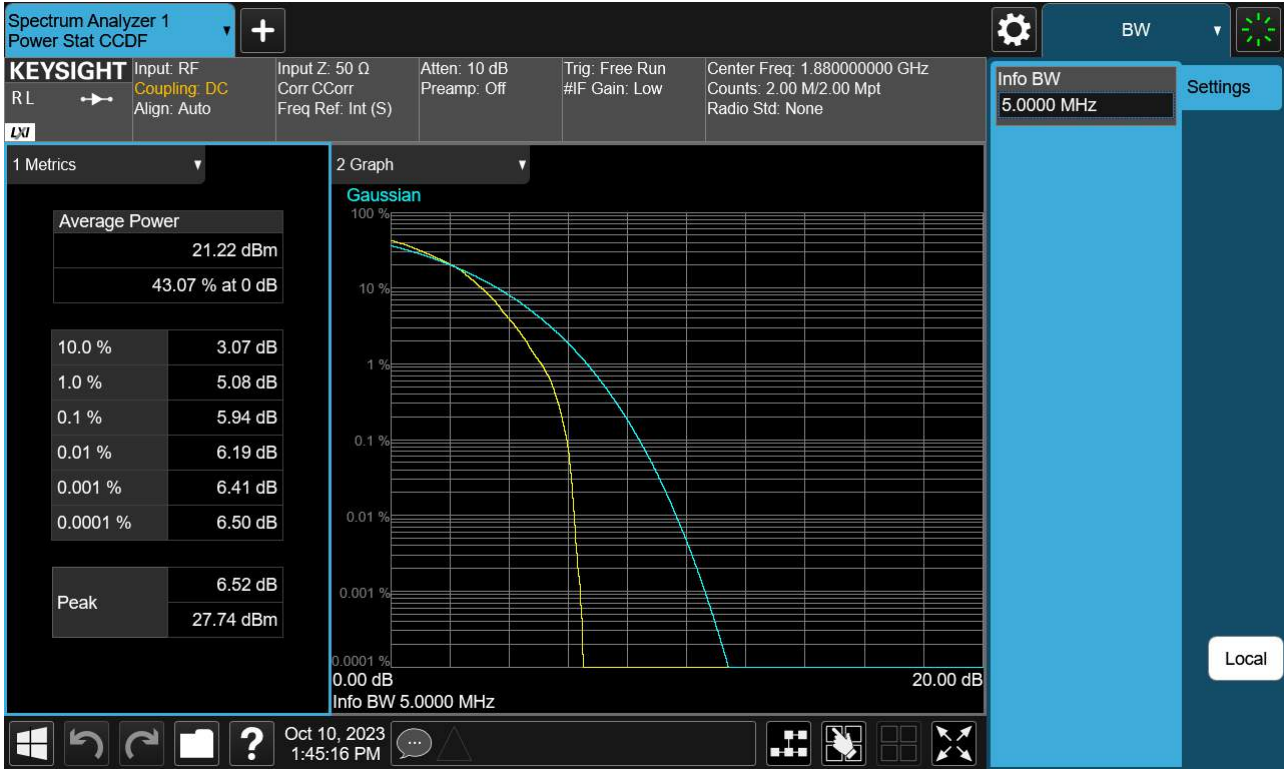 Spectrum Analyzer 1
Power Stat CCDF
BW
KEYSIGHT
RL
LXI
Input: RF
Coupling: DC
Align: Auto
Input Z: 50 Ω
Corr CCorr
Freq Ref: Int (S)
Atten: 10 dB
Preamp: Off
Trig: Free Run
#IF Gain: Low
Center Freq: 1.880000000 GHz
Counts: 2.00 M/2.00 Mpt
Radio Std: None
Info BW
5.0000 MHz
Settings
1 Metrics
Average Power
21.22 dBm
43.07 % at 0 dB
10.0 % 3.07 dB
1.0 % 5.08 dB
0.1 % 5.94 dB
0.01 % 6.19 dB
0.001 % 6.41 dB
0.0001 % 6.50 dB
Peak
6.52 dB
27.74 dBm
2 Graph
Gaussian
100 %
10 %
1 %
0.1 %
0.01 %
0.001 %
0.0001 %
0.00 dB 20.00 dB
Info BW 5.0000 MHz
Local
?
Oct 10, 2023
1:45:16 PM